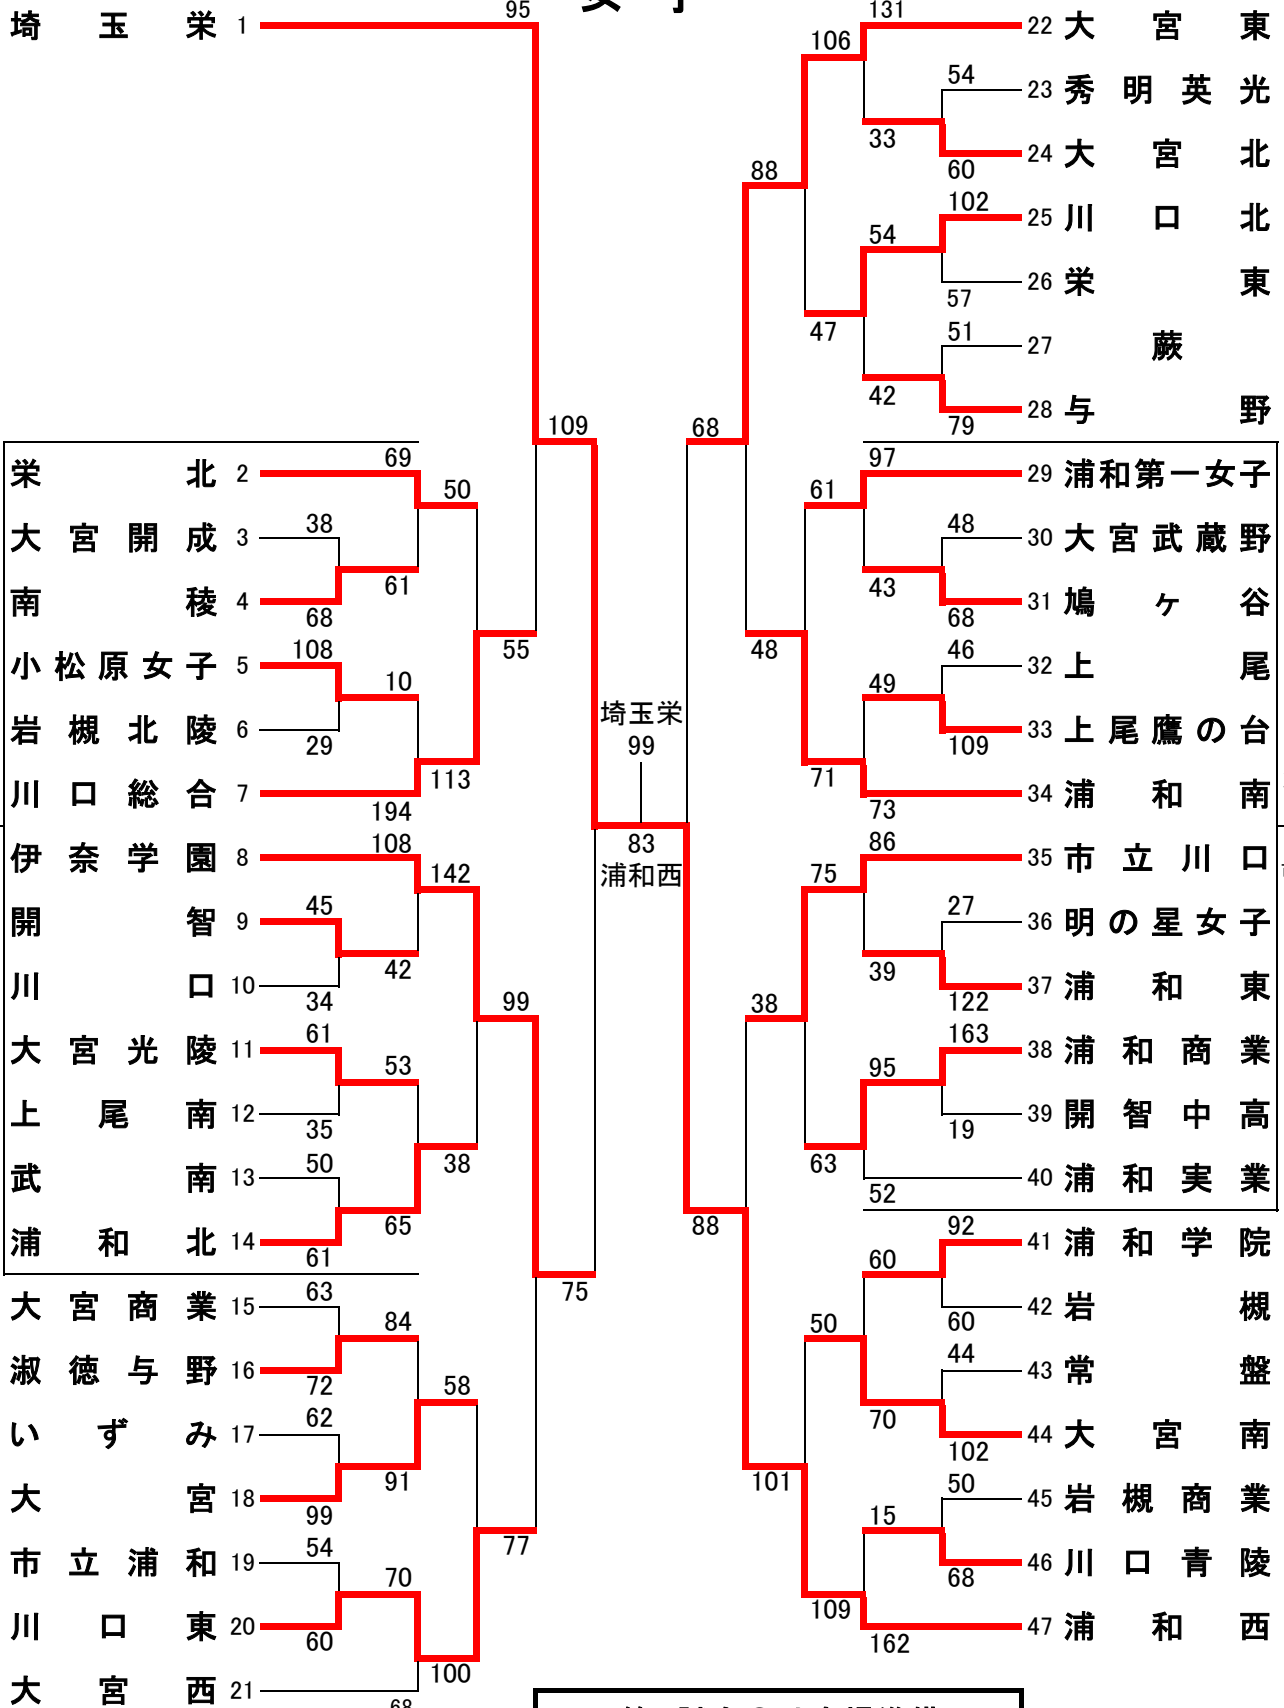 女子
埼玉栄 1
95
栄北 2
69
50
大宮開成 3
38
61
南稜 4
68
109
小松原女子 5
108
10
岩槻北陵 6
29
55
川口総合 7
194
113
伊奈学園 8
108
142
開智 9
45
42
川口 10
34
99
大宮光陵 11
61
53
上尾南 12
35
38
武南 13
50
65
浦和北 14
61
75
大宮商業 15
63
84
淑徳与野 16
72
58
いずみ 17
62
91
大宮 18
99
77
市立浦和 19
54
70
川口東 20
60
100
大宮西 21
68
埼玉栄
99
83
浦和西
131
22 大宮東
106
54
23 秀明英光
33
24 大宮北
60
88
102
25 川口北
54
26 栄東
57
47
51
27 蕨
42
28 与野
79
68
97
29 浦和第一女子
61
48
30 大宮武蔵野
43
31 鳩ヶ谷
68
48
46
32 上尾
49
33 上尾鷹の台
109
71
34 浦和南
73
86
35 市立川口
75
27
36 明の星女子
39
37 浦和東
122
38
163
38 浦和商業
95
39 開智中高
19
63
40 浦和実業
52
88
92
41 浦和学院
60
42 岩槻
60
50
44
43 常盤
70
44 大宮南
102
101
50
45 岩槻商業
15
46 川口青陵
68
109
47 浦和西
162